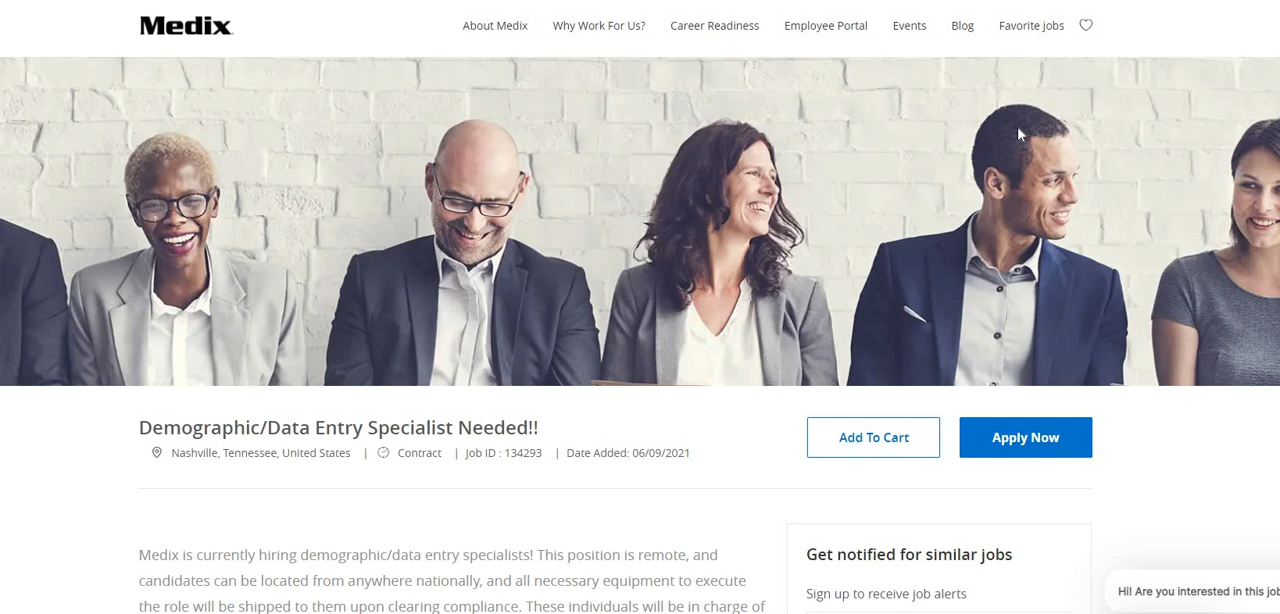 Medix
About Medix Why Work For Us? Career Readiness Employee Portal Events Blog Favorite jobs
Demographic/Data Entry Specialist Needed!!
Nashville, Tennessee, United States | Contract | Job ID : 134293 | Date Added: 06/09/2021
Add To Cart
Apply Now
Medix is currently hiring demographic/data entry specialists! This position is remote, and
candidates can be located from anywhere nationally, and all necessary equipment to execute
the role will be shipped to them upon clearing compliance. These individuals will be in charge of
Get notified for similar jobs
Sign up to receive job alerts
Hi! Are you interested in this job